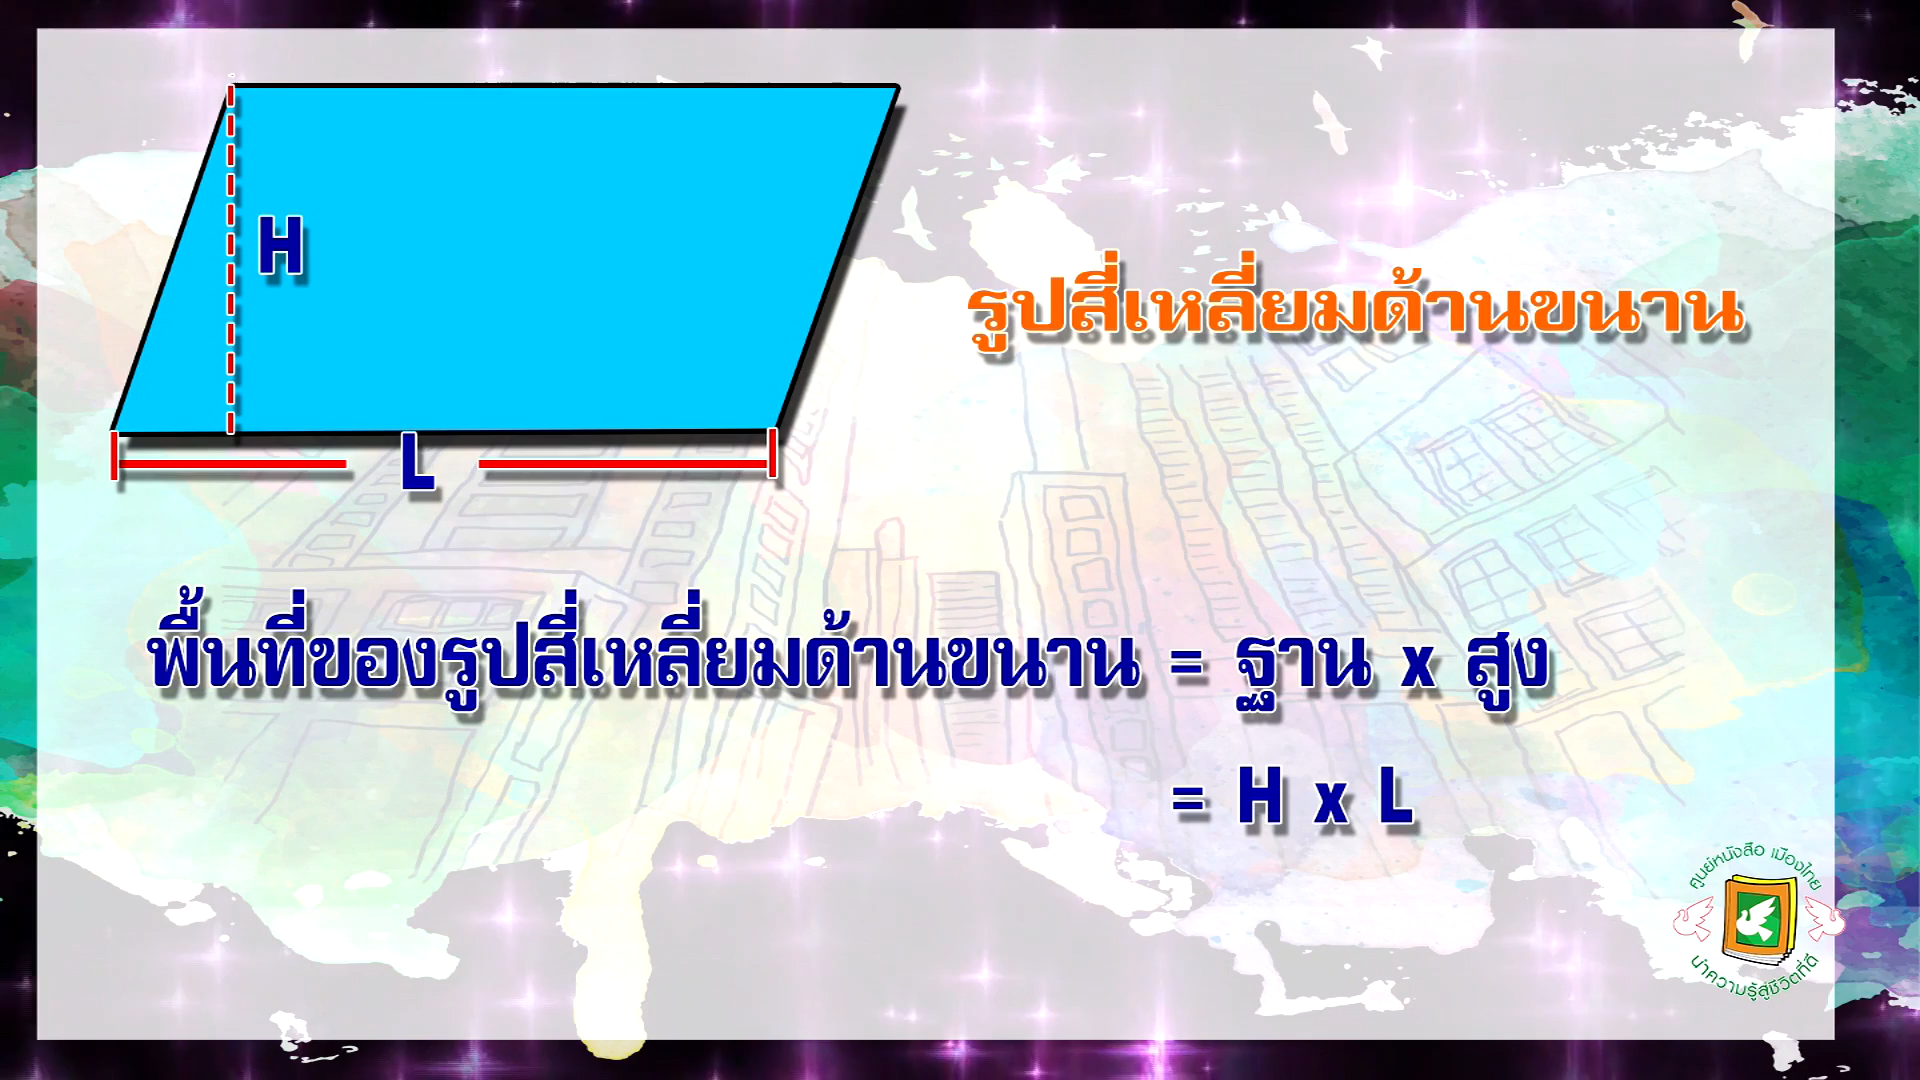 H
รูปสี่เหลี่ยมด้านขนาน
L
พื้นที่ของรูปสี่เหลี่ยมด้านขนาน = ฐาน x สูง
= H x L
ศูนย์หนังสือ เมืองไทย
นำความรู้สู่ชีวิตที่ดี